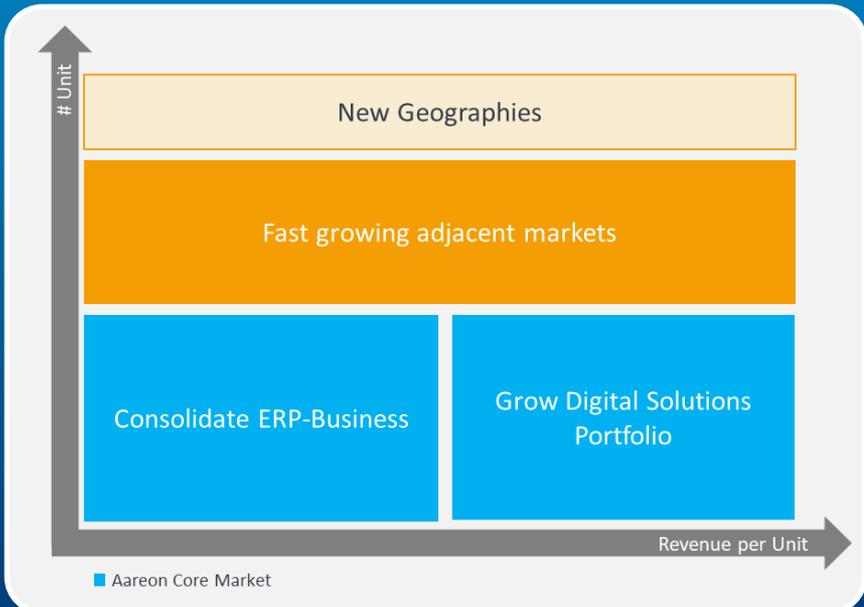 # Unit
New Geographies
Fast growing adjacent markets
Consolidate ERP-Business
Grow Digital Solutions
Portfolio
Revenue per Unit
Aareon Core Market